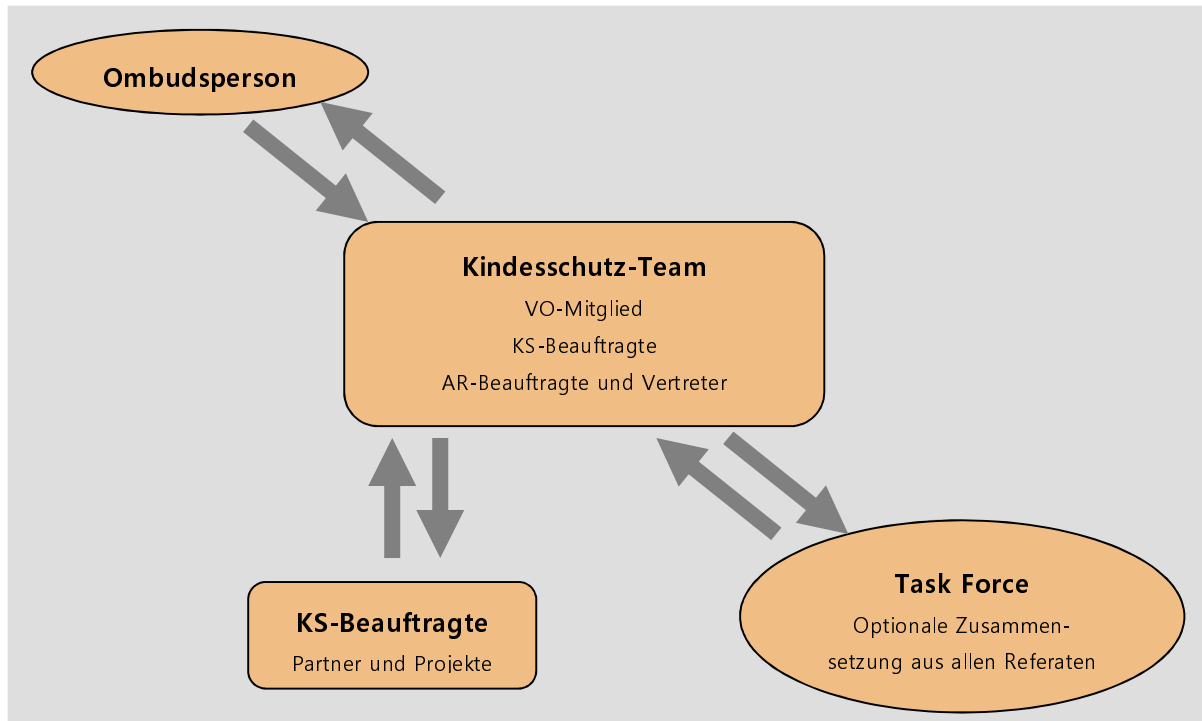 Ombudsperson
Kindesschutz-Team
VO-Mitglied
KS-Beauftragte
AR-Beauftragte und Vertreter
KS-Beauftragte
Partner und Projekte
Task Force
Optionale Zusammen-
setzung aus allen Referaten